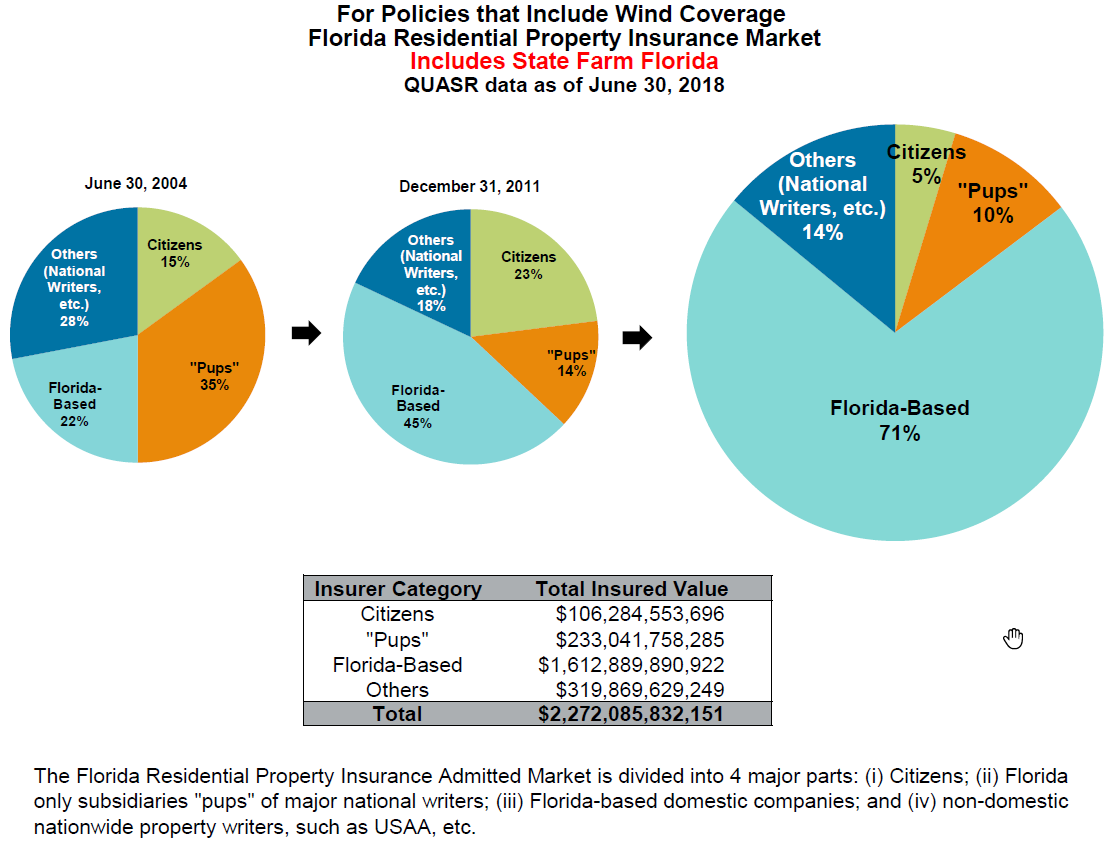 For Policies that Include Wind Coverage
Florida Residential Property Insurance Market
Includes State Farm Florida
QUASR data as of June 30, 2018
June 30, 2004
Citizens
15%
"Pups"
35%
Florida-
Based
22%
Others
(National
Writers,
etc.)
28%
December 31, 2011
Citizens
23%
"Pups"
14%
Florida-
Based
45%
Others
(National
Writers,
etc.)
18%
Citizens
5%
"Pups"
10%
Florida-Based
71%
Others
(National
Writers, etc.)
14%
Insurer Category Total Insured Value
Citizens $106,284,553,696
"Pups" $233,041,758,285
Florida-Based $1,612,889,890,922
Others $319,869,629,249
Total $2,272,085,832,151
The Florida Residential Property Insurance Admitted Market is divided into 4 major parts: (i) Citizens; (ii) Florida
only subsidiaries "pups" of major national writers; (iii) Florida-based domestic companies; and (iv) non-domestic
nationwide property writers, such as USAA, etc.